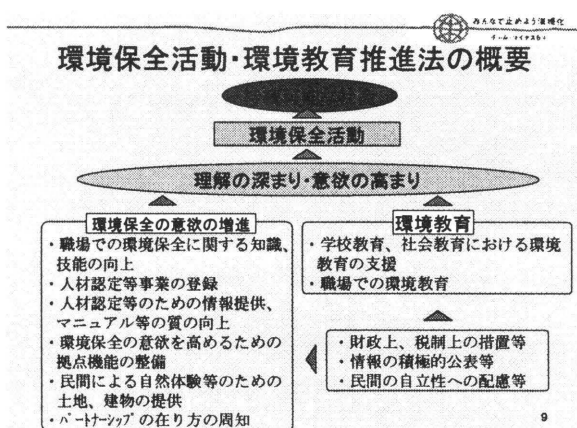 みんなで止めよう温暖化
環境保全活動・環境教育推進法の概要
環境保全活動
理解の深まり・意欲の高まり
環境保全の意欲の増進
・職場での環境保全に関する知識、
技能の向上
・人材認定等事業の登録
・人材認定等のための情報提供、
マニュアル等の質の向上
・環境保全の意欲を高めるための
拠点機能の整備
・民間による自然体験等のための
土地、建物の提供
・パートナーシップの在り方の周知
環境教育
・学校教育、社会教育における環境
教育の支援
・職場での環境教育
・財政上、税制上の措置等
・情報の積極的公表等
・民間の自立性への配慮等
9